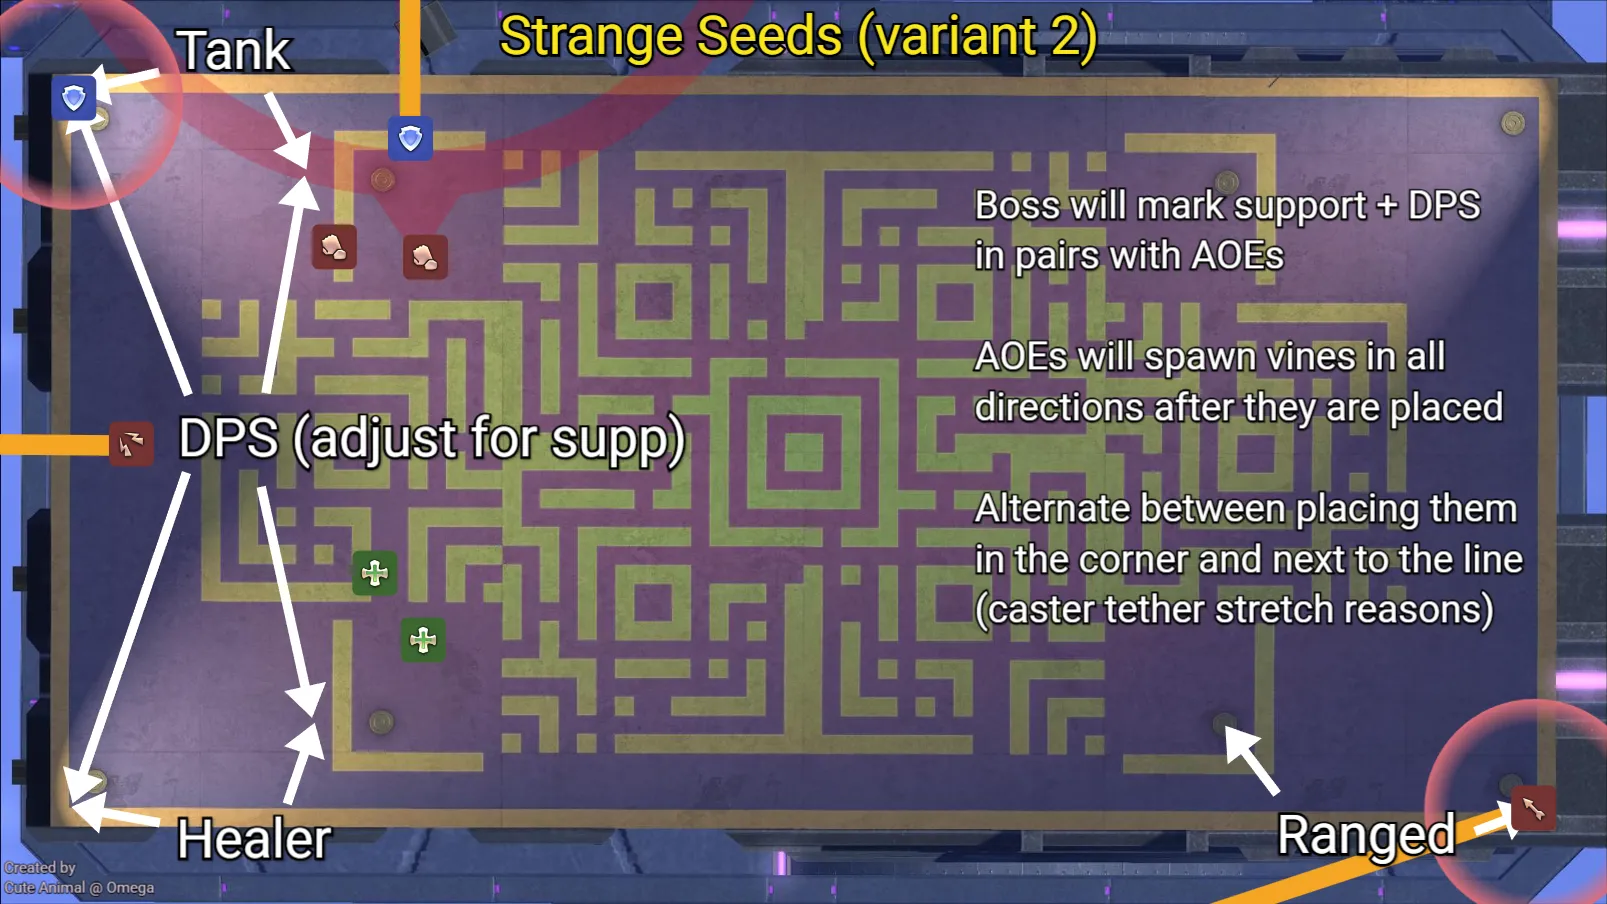 Strange Seeds (variant 2)
Tank
Boss will mark support + DPS
in pairs with AOEs
AOEs will spawn vines in all
directions after they are placed
DPS (adjust for supp)
Alternate between placing them
in the corner and next to the line
(caster tether stretch reasons)
Healer
Ranged
Created by
Cute Animal @ Omega